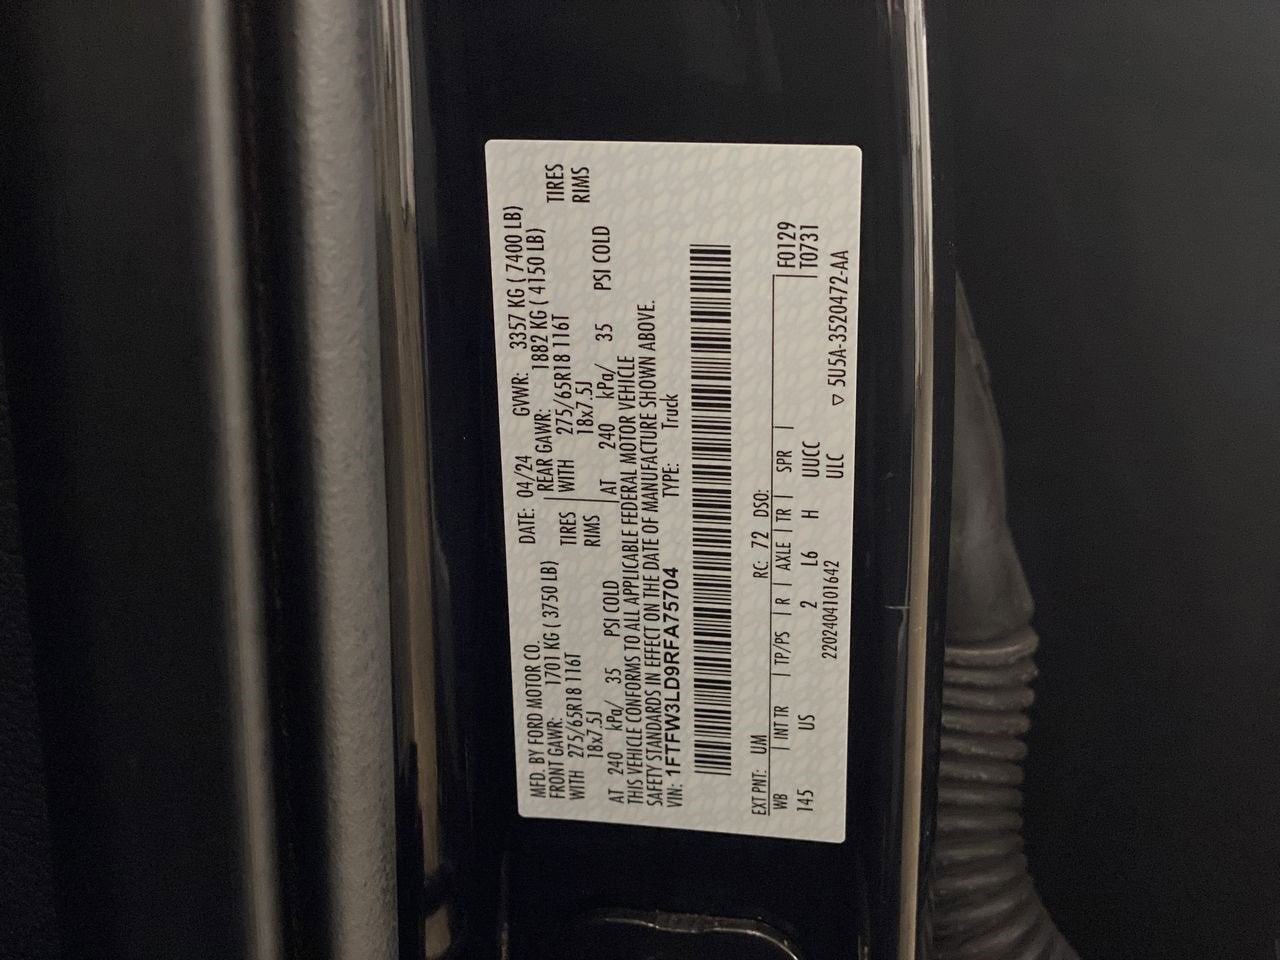 MFD. BY FORD MOTOR CO. DATE: 04/24 GVWR: 3357 KG ( 7400 LB)
FRONT GAWR: 1701 KG ( 3750 LB) REAR GAWR: 1882 KG ( 4150 LB)
WITH 275/65R18 116T TIRES WITH 275/65R18 116T TIRES
18x7.5J RIMS 18x7.5J RIMS
AT 240 kPa/ 35 PSI COLD AT 240 kPa/ 35 PSI COLD
THIS VEHICLE CONFORMS TO ALL APPLICABLE FEDERAL MOTOR VEHICLE
SAFETY STANDARDS IN EFFECT ON THE DATE OF MANUFACTURE SHOWN ABOVE.
VIN: 1FTFW3LD9RFA75704 TYPE: Truck
EXT PNT: UM RC: 72 DSO:
WB INT TR TP/PS R AXLE TR SPR F0129
145 US 2 L6 H UUCC T0731
2202404101642 ULC ▽ 5U5A-3520472-AA